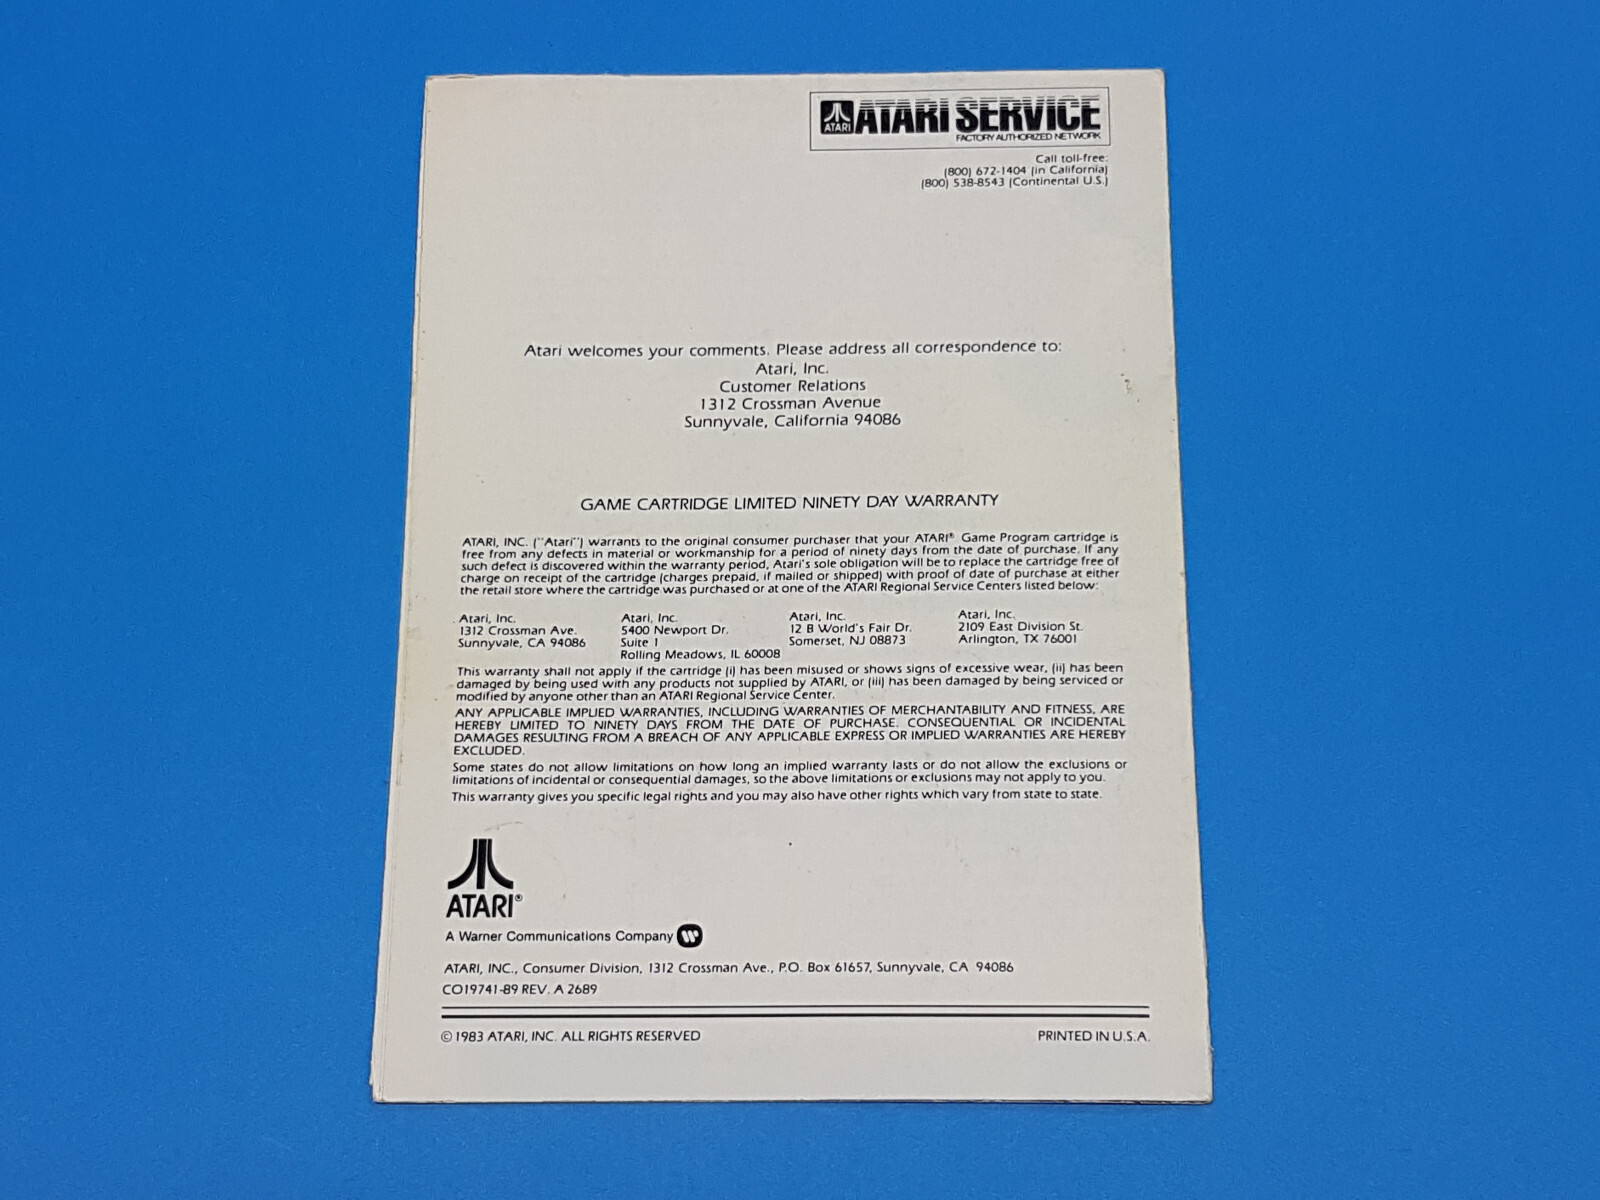 ATARI ATARI SERVICE
FACTORY AUTHORIZED NETWORK
Call toll-free:
(800) 672-1404 (in California)
(800) 538-8543 (Continental U.S.)
Atari welcomes your comments. Please address all correspondence to:
Atari, Inc.
Customer Relations
1312 Crossman Avenue
Sunnyvale, California 94086
GAME CARTRIDGE LIMITED NINETY DAY WARRANTY
ATARI, INC. ("Atari") warrants to the original consumer purchaser that your ATARI® Game Program cartridge is
free from any defects in material or workmanship for a period of ninety days from the date of purchase. If any
such defect is discovered within the warranty period, Atari's sole obligation will be to replace the cartridge free of
charge on receipt of the cartridge (charges prepaid, if mailed or shipped) with proof of date of purchase at either
the retail store where the cartridge was purchased or at one of the ATARI Regional Service Centers listed below:
Atari, Inc.
1312 Crossman Ave.
Sunnyvale, CA 94086
Atari, Inc.
5400 Newport Dr.
Suite 1
Rolling Meadows, IL 60008
Atari, Inc.
12 B World's Fair Dr.
Somerset, NJ 08873
Atari, Inc.
2109 East Division St.
Arlington, TX 76001
This warranty shall not apply if the cartridge (i) has been misused or shows signs of excessive wear, (ii) has been
damaged by being used with any products not supplied by ATARI, or (iii) has been damaged by being serviced or
modified by anyone other than an ATARI Regional Service Center.
ANY APPLICABLE IMPLIED WARRANTIES, INCLUDING WARRANTIES OF MERCHANTABILITY AND FITNESS, ARE
HEREBY LIMITED TO NINETY DAYS FROM THE DATE OF PURCHASE. CONSEQUENTIAL OR INCIDENTAL
DAMAGES RESULTING FROM A BREACH OF ANY APPLICABLE EXPRESS OR IMPLIED WARRANTIES ARE HEREBY
EXCLUDED.
Some states do not allow limitations on how long an implied warranty lasts or do not allow the exclusions or
limitations of incidental or consequential damages, so the above limitations or exclusions may not apply to you.
This warranty gives you specific legal rights and you may also have other rights which vary from state to state.
ATARI®
A Warner Communications Company
ATARI, INC., Consumer Division, 1312 Crossman Ave., P.O. Box 61657, Sunnyvale, CA 94086
CO19741-89 REV. A 2689
© 1983 ATARI, INC. ALL RIGHTS RESERVED
PRINTED IN U.S.A.